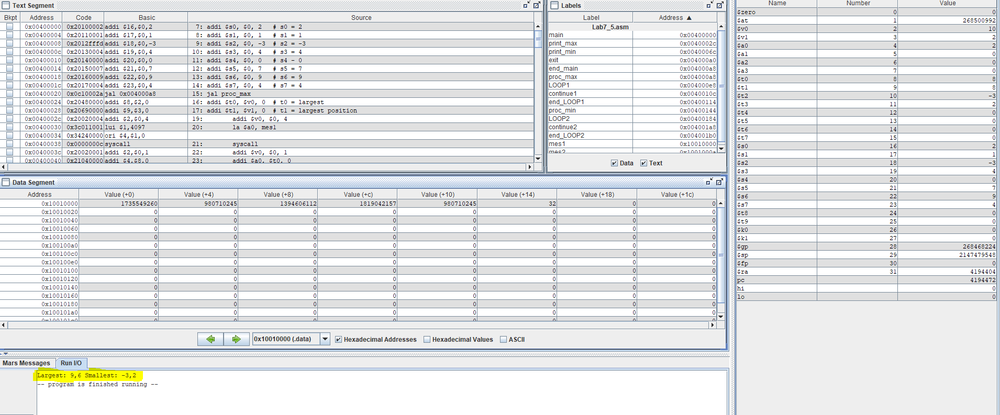 Text Segment
Bkpt Address Code Basic Source
0x00400000 0x20100002 addi $16,$0,2 7: addi $s0, $0, 2 # s0 = 2
0x00400004 0x20110001 addi $17,$0,1 8: addi $s1, $0, 1 # s1 = 1
0x00400008 0x2012fffd addi $18,$0,-3 9: addi $s2, $0, -3 # s2 = -3
0x0040000c 0x20130004 addi $19,$0,4 10: addi $s3, $0, 4 # s3 = 4
0x00400010 0x20140000 addi $20,$0,0 11: addi $s4, $0, 0 # s4 - 0
0x00400014 0x20150007 addi $21,$0,7 12: addi $s5, $0, 7 # s5 = 7
0x00400018 0x20160009 addi $22,$0,9 13: addi $s6, $0, 9 # s6 = 9
0x0040001c 0x20170004 addi $23,$0,4 14: addi $s7, $0, 4 # s7 = 4
0x00400020 0x0c10002a jal 0x004000a8 15: jal proc_max
0x00400024 0x20480000 addi $8,$2,0 16: addi $t0, $v0, 0 # t0 = largest
0x00400028 0x20690000 addi $9,$3,0 17: addi $t1, $v1, 0 # t1 = largest position
0x0040002c 0x20020004 addi $2,$0,4 19: addi $v0, $0, 4
0x00400030 0x3c011001 lui $1,4097 20: la $a0, mes1
0x00400034 0x34240000 ori $4,$1,0
0x00400038 0x0000000c syscall 21: syscall
0x0040003c 0x20020001 addi $2,$0,1 22: addi $v0, $0, 1
0x00400040 0x21040000 addi $4,$8,0 23: addi $a0, $t0, 0
Labels
Label Address ▲
Lab7_5.asm
main 0x00400000
print_max 0x0040002c
print_min 0x0040006c
exit 0x004000a0
end_main 0x004000a8
proc_max 0x004000a8
LOOP1 0x004000e8
continue1 0x0040010c
end_LOOP1 0x00400114
proc_min 0x00400144
LOOP2 0x00400184
continue2 0x004001a8
end_LOOP2 0x004001b0
mes1 0x10010000
mes2 0x1001000a
Data Text
Name Number Value
$zero 0 0
$at 1 268500992
$v0 2 10
$v1 3 2
$a0 4 2
$a1 5 0
$a2 6 0
$a3 7 0
$t0 8 8
$t1 9 8
$t2 10 -3
$t3 11 2
$t4 12 0
$t5 13 0
$t6 14 0
$t7 15 0
$s0 16 2
$s1 17 1
$s2 18 -3
$s3 19 4
$s4 20 0
$s5 21 7
$s6 22 9
$s7 23 4
$t8 24 0
$t9 25 0
$k0 26 0
$k1 27 0
$gp 28 268468224
$sp 29 2147479548
$fp 30 0
$ra 31 4194404
pc 4194472
hi 0
lo 0
Data Segment
Address Value (+0) Value (+4) Value (+8) Value (+c) Value (+10) Value (+14) Value (+18) Value (+1c)
0x10010000 1735549260 980710245 1394606112 1819042157 980710245 32 0 0
0x10010020 0 0 0 0 0 0 0 0
0x10010040 0 0 0 0 0 0 0 0
0x10010060 0 0 0 0 0 0 0 0
0x10010080 0 0 0 0 0 0 0 0
0x100100a0 0 0 0 0 0 0 0 0
0x100100c0 0 0 0 0 0 0 0 0
0x100100e0 0 0 0 0 0 0 0 0
0x10010100 0 0 0 0 0 0 0 0
0x10010120 0 0 0 0 0 0 0 0
0x10010140 0 0 0 0 0 0 0 0
0x10010160 0 0 0 0 0 0 0 0
0x10010180 0 0 0 0 0 0 0 0
0x100101a0 0 0 0 0 0 0 0 0
0x100101c0 0 0 0 0 0 0 0 0
0x10010000 (.data) Hexadecimal Addresses Hexadecimal Values ASCII
Mars Messages Run I/O
Largest: 9,6 Smallest: -3,2
-- program is finished running --